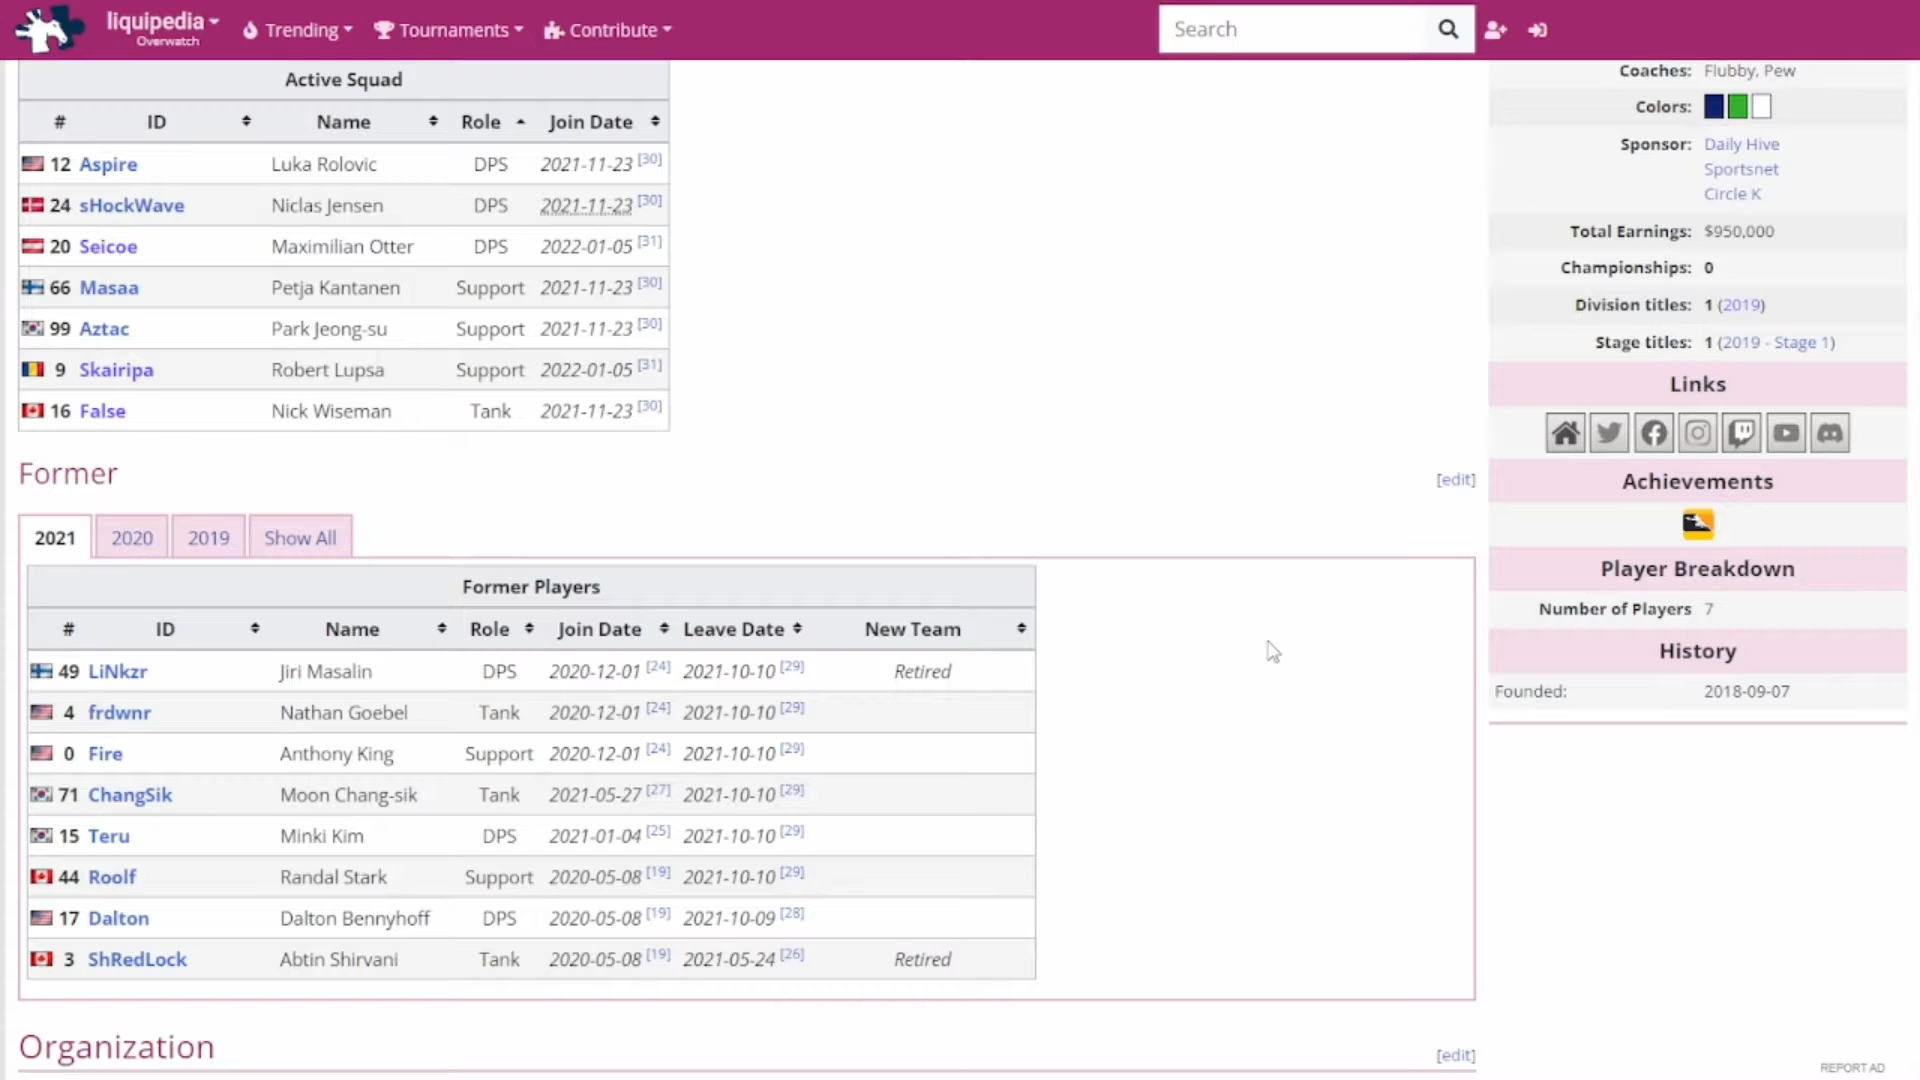 liquipedia
Overwatch
Trending
Tournaments
Contribute
Search
Active Squad
# ID Name Role Join Date
12 Aspire Luka Rolovic DPS 2021-11-23 [30]
24 sHockWave Niclas Jensen DPS 2021-11-23 [30]
20 Seicoe Maximilian Otter DPS 2022-01-05 [31]
66 Masaa Petja Kantanen Support 2021-11-23 [30]
99 Aztac Park Jeong-su Support 2021-11-23 [30]
9 Skairipa Robert Lupsa Support 2022-01-05 [31]
16 False Nick Wiseman Tank 2021-11-23 [30]
Former
[edit]
2021 2020 2019 Show All
Former Players
# ID Name Role Join Date Leave Date New Team
49 LiNkzr Jiri Masalin DPS 2020-12-01 [24] 2021-10-10 [29] Retired
4 frdwnr Nathan Goebel Tank 2020-12-01 [24] 2021-10-10 [29]
0 Fire Anthony King Support 2020-12-01 [24] 2021-10-10 [29]
71 ChangSik Moon Chang-sik Tank 2021-05-27 [27] 2021-10-10 [29]
15 Teru Minki Kim DPS 2021-01-04 [25] 2021-10-10 [29]
44 Roolf Randal Stark Support 2020-05-08 [19] 2021-10-10 [29]
17 Dalton Dalton Bennyhoff DPS 2020-05-08 [19] 2021-10-09 [28]
3 ShRedLock Abtin Shirvani Tank 2020-05-08 [19] 2021-05-24 [26] Retired
Organization
[edit]
Coaches: Flubby, Pew
Colors:
Sponsor: Daily Hive
Sportsnet
Circle K
Total Earnings: $950,000
Championships: 0
Division titles: 1 (2019)
Stage titles: 1 (2019 - Stage 1)
Links
Achievements
Player Breakdown
Number of Players 7
History
Founded: 2018-09-07
REPORT AD